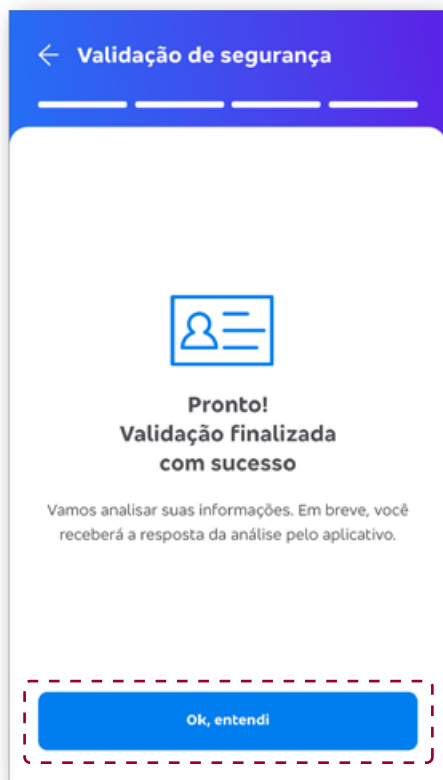 Validação de segurança
Pronto!
Validação finalizada
com sucesso
Vamos analisar suas informações. Em breve, você
receberá a resposta da análise pelo aplicativo.
Ok, entendi